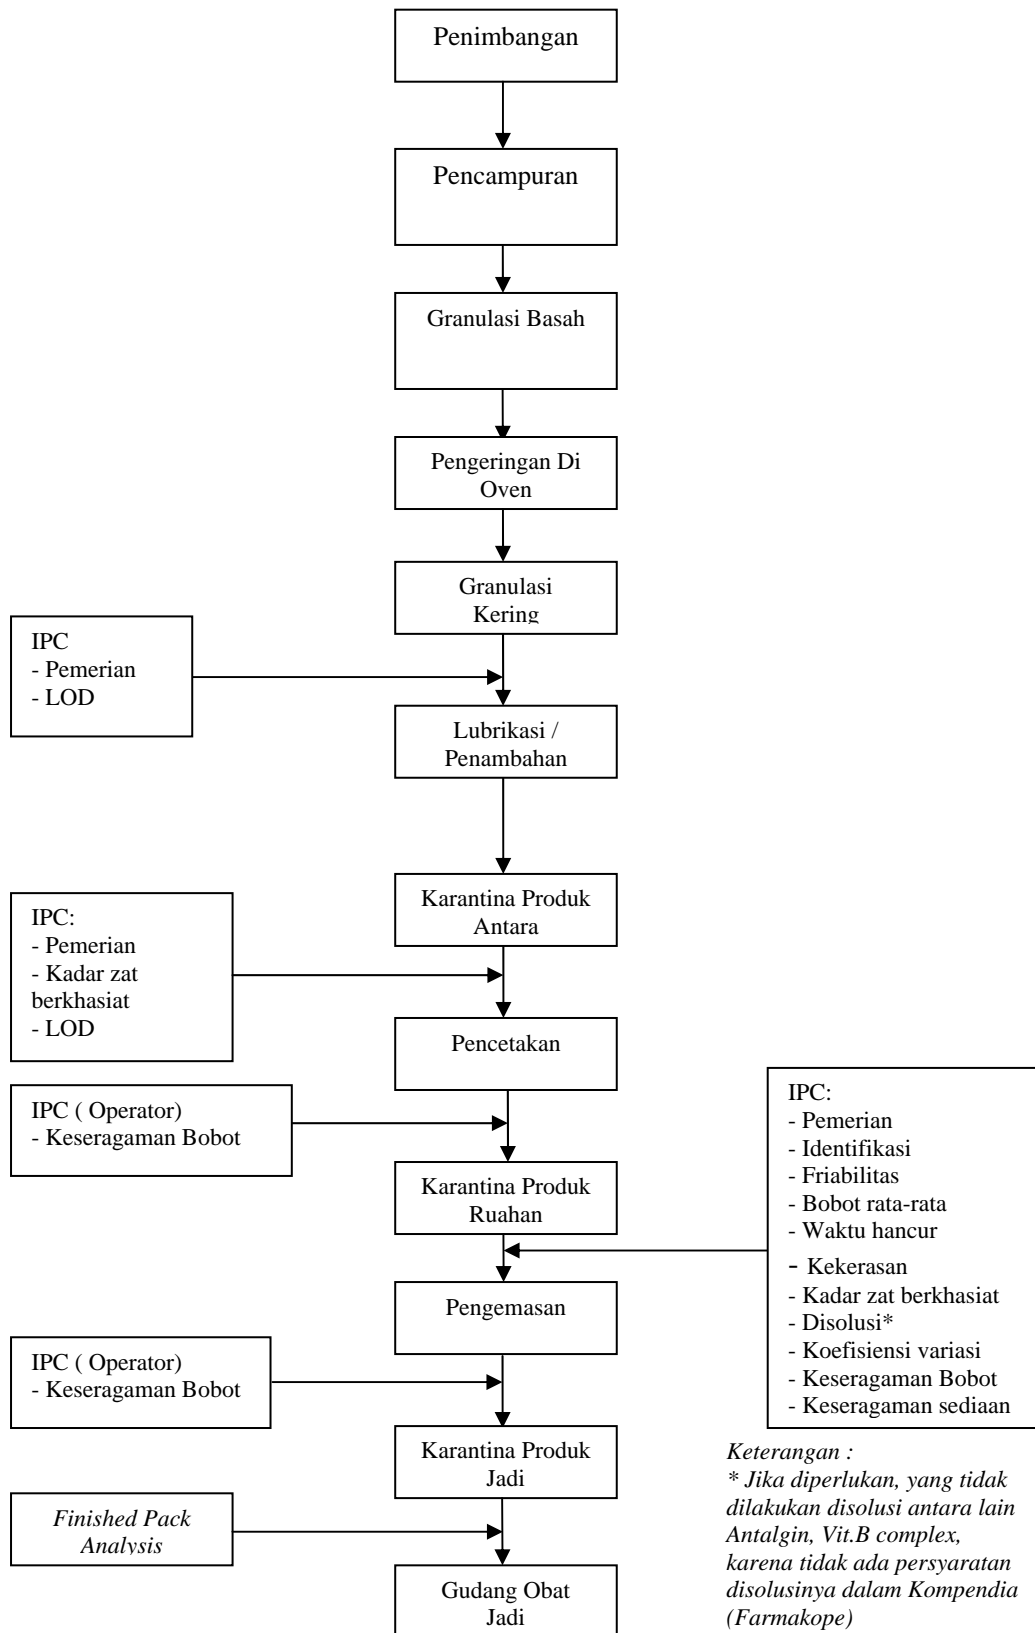 Penimbangan
Pencampuran
Granulasi Basah
Pengeringan Di
Oven
Granulasi
Kering
IPC
- Pemerian
- LOD
Lubrikasi /
Penambahan
Karantina Produk
Antara
IPC:
- Pemerian
- Kadar zat
berkhasiat
- LOD
Pencetakan
IPC ( Operator)
- Keseragaman Bobot
Karantina Produk
Ruahan
IPC:
- Pemerian
- Identifikasi
- Friabilitas
- Bobot rata-rata
- Waktu hancur
- Kekerasan
- Kadar zat berkhasiat
- Disolusi*
- Koefisiensi variasi
- Keseragaman Bobot
- Keseragaman sediaan
Pengemasan
IPC ( Operator)
- Keseragaman Bobot
Karantina Produk
Jadi
Finished Pack
Analysis
Gudang Obat
Jadi
Keterangan :
* Jika diperlukan, yang tidak
dilakukan disolusi antara lain
Antalgin, Vit.B complex,
karena tidak ada persyaratan
disolusinya dalam Kompendia
(Farmakope)